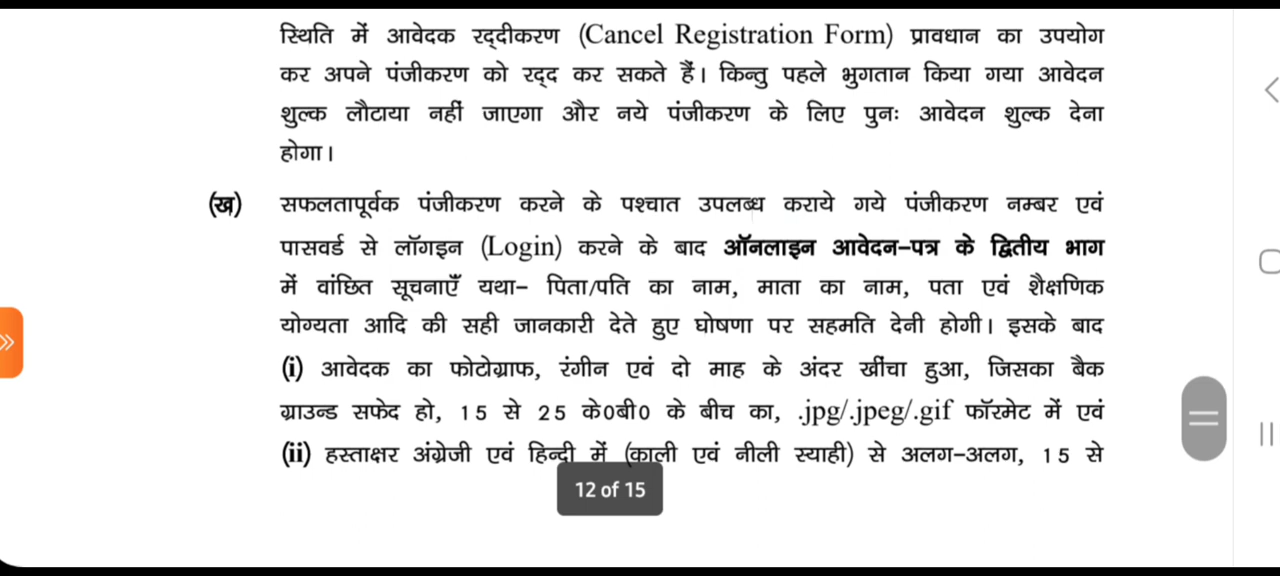 स्थिति में आवेदक रद्दीकरण (Cancel Registration Form) प्रावधान का उपयोग
कर अपने पंजीकरण को रद्द कर सकते हैं। किन्तु पहले भुगतान किया गया आवेदन
शुल्क लौटाया नहीं जाएगा और नये पंजीकरण के लिए पुनः आवेदन शुल्क देना
होगा।
(ख) सफलतापूर्वक पंजीकरण करने के पश्चात उपलब्ध कराये गये पंजीकरण नम्बर एवं
पासवर्ड से लॉगइन (Login) करने के बाद ऑनलाइन आवेदन-पत्र के द्वितीय भाग
में वांछित सूचनाएँ यथा- पिता/पति का नाम, माता का नाम, पता एवं शैक्षणिक
योग्यता आदि की सही जानकारी देते हुए घोषणा पर सहमति देनी होगी। इसके बाद
(i) आवेदक का फोटोग्राफ, रंगीन एवं दो माह के अंदर खींचा हुआ, जिसका बैक
ग्राउन्ड सफेद हो, 15 से 25 के0बी0 के बीच का, .jpg/.jpeg/.gif फॉरमेट में एवं
(ii) हस्ताक्षर अंग्रेजी एवं हिन्दी में (काली एवं नीली स्याही) से अलग-अलग, 15 से
12 of 15